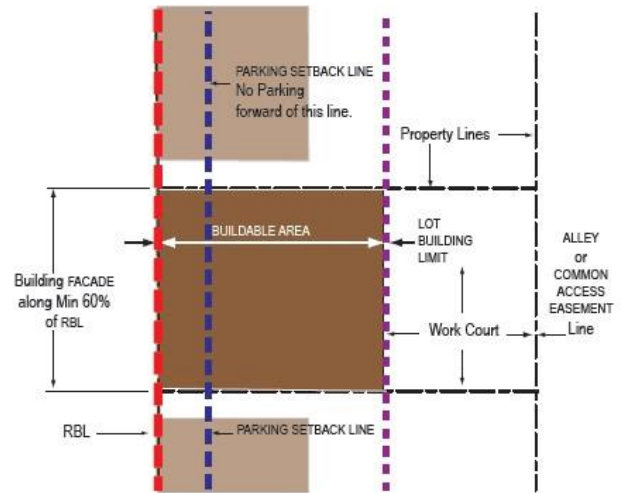 PARKING SETBACK LINE
No Parking
forward of this line.
Property Lines
BUILDABLE AREA
LOT
BUILDING
LIMIT
ALLEY
or
COMMON
ACCESS
EASEMENT
Line
Building FACADE
along Min 60%
of RBL
Work Court
RBL
PARKING SETBACK LINE